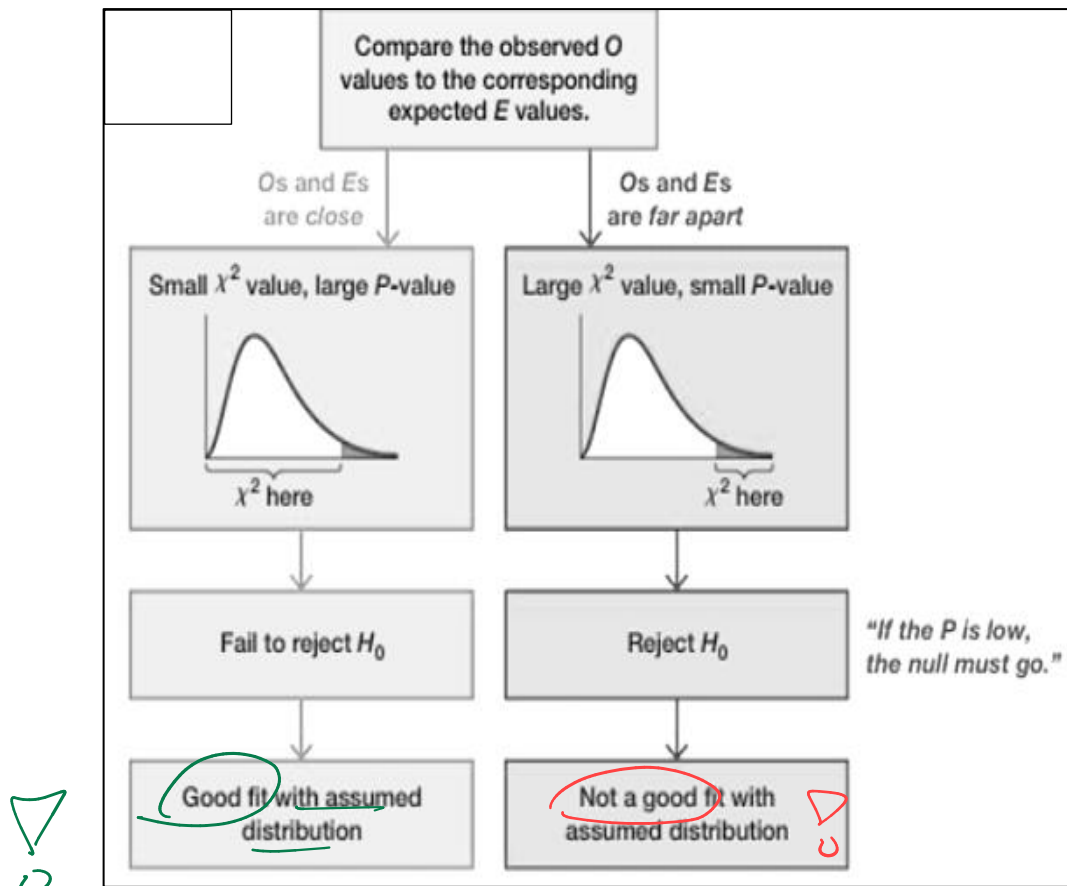 Compare the observed O
values to the corresponding
expected E values.
Os and Es
are close
Os and Es
are far apart
Small χ² value, large P-value
χ² here
Large χ² value, small P-value
χ² here
Fail to reject H₀
Reject H₀
“If the P is low,
the null must go.”
Good fit with assumed
distribution
Not a good fit with
assumed distribution